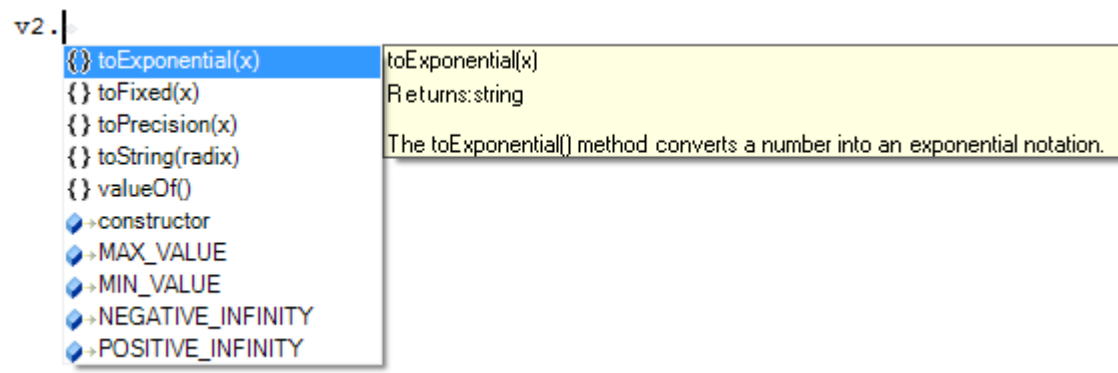 v2.
{} toExponential(x)
{} toFixed(x)
{} toPrecision(x)
{} toString(radix)
{} valueOf()
constructor
MAX_VALUE
MIN_VALUE
NEGATIVE_INFINITY
POSITIVE_INFINITY
toExponential(x)
Returns:string
The toExponential() method converts a number into an exponential notation.